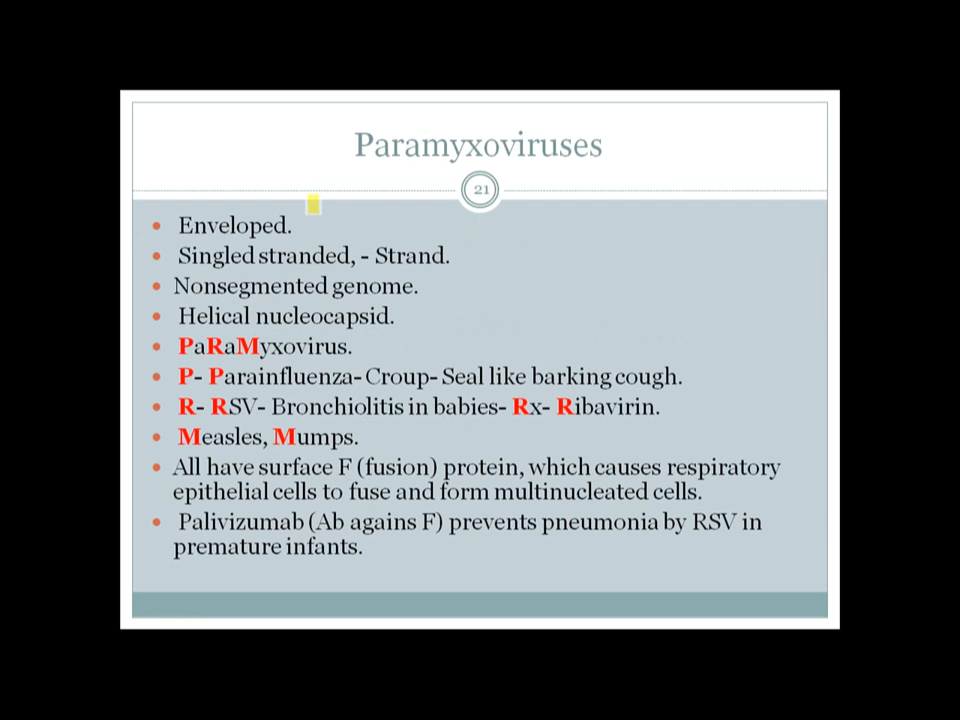 Paramyxoviruses
21
• Enveloped.
• Singled stranded, - Strand.
• Nonsegmented genome.
• Helical nucleocapsid.
• PaRaMyxovirus.
• P- Parainfluenza- Croup- Seal like barking cough.
• R- RSV- Bronchiolitis in babies- Rx- Ribavirin.
• Measles, Mumps.
• All have surface F (fusion) protein, which causes respiratory
epithelial cells to fuse and form multinucleated cells.
• Palivizumab (Ab agains F) prevents pneumonia by RSV in
premature infants.